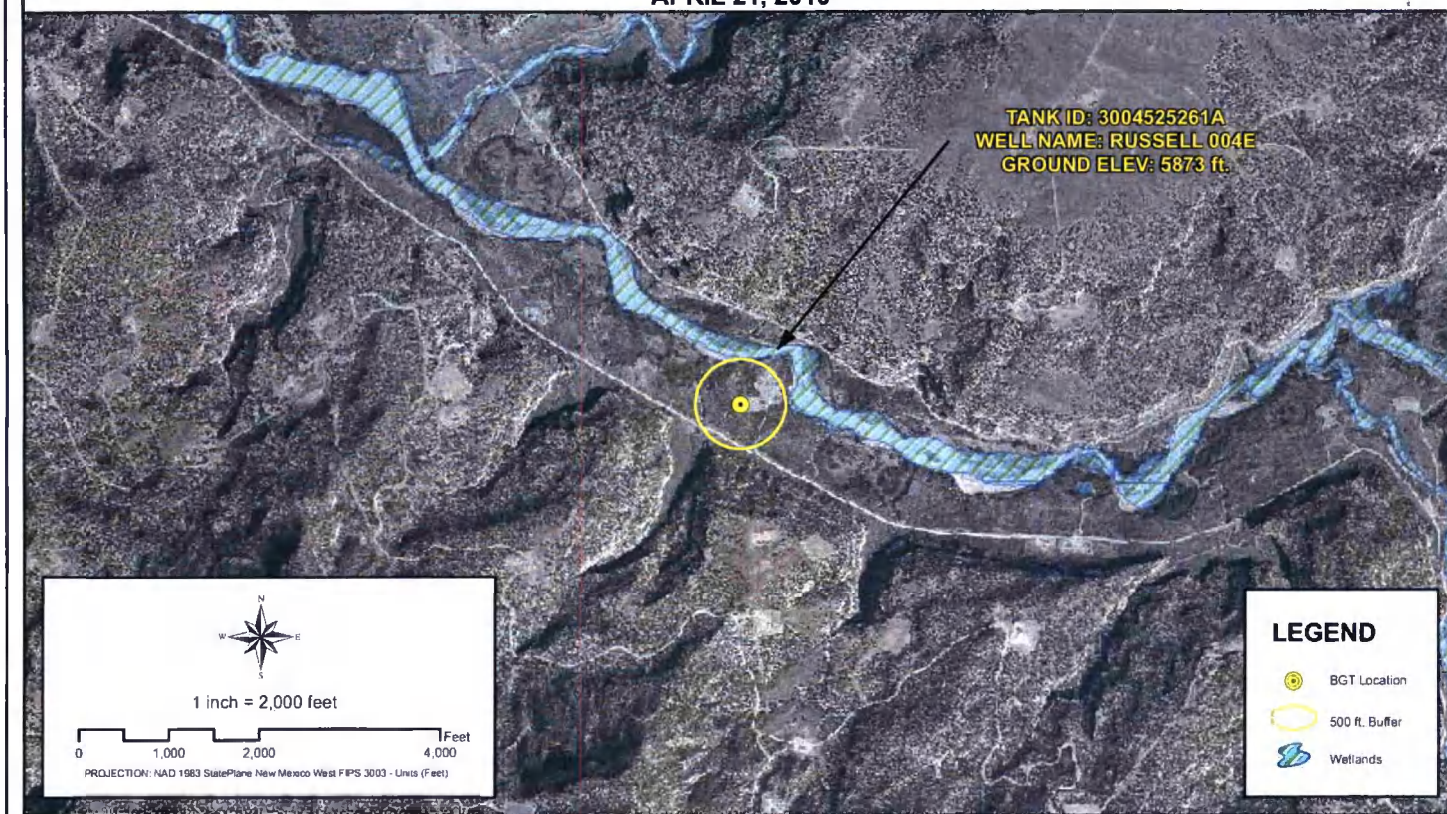 TANK ID: 3004525261A
WELL NAME: RUSSELL 004E
GROUND ELEV: 5873 ft.
N
W
E
S
1 inch = 2,000 feet
Feet
0 1,000 2,000 4,000
PROJECTION: NAD 1983 StatePlane New Mexico West FIPS 3003 - Units (Feet)
LEGEND
BGT Location
500 ft. Buffer
Wetlands